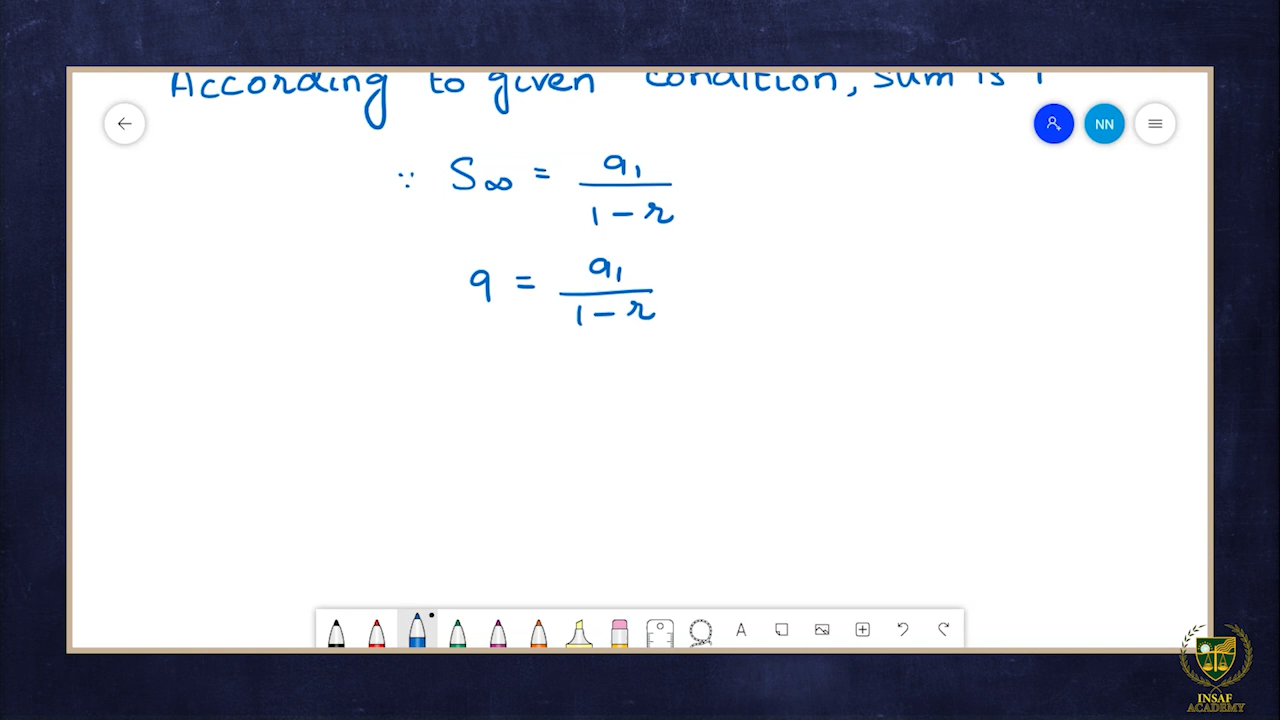 According to given condition, sum is
∵ S∞ = a₁ / 1 - r
9 = a₁ / 1 - r
NN
A
INSAF
ACADEMY